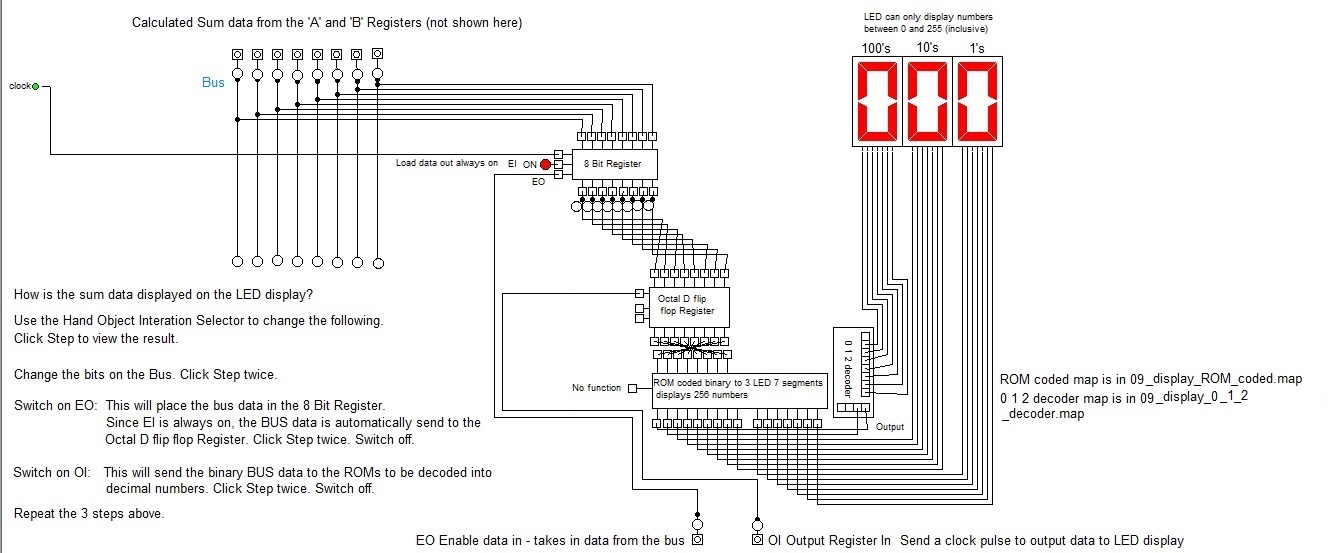 Calculated Sum data from the 'A' and 'B' Registers (not shown here)
LED can only display numbers
between 0 and 255 (inclusive)
100's 10's 1's
000
Bus
clock
Load data out always on EI ON
8 Bit Register
EO
How is the sum data displayed on the LED display?
Use the Hand Object Interation Selector to change the following.
Click Step to view the result.
Change the bits on the Bus. Click Step twice.
Switch on EO: This will place the bus data in the 8 Bit Register.
Since EI is always on, the BUS data is automatically send to the
Octal D flip flop Register. Click Step twice. Switch off.
Switch on OI: This will send the binary BUS data to the ROMs to be decoded into
decimal numbers. Click Step twice. Switch off.
Repeat the 3 steps above.
Octal D flip
flop Register
No function
ROM coded binary to 3 LED 7 segments
displays 256 numbers
0 1 2 decoder
Output
ROM coded map is in 09_display_ROM_coded.map
0 1 2 decoder map is in 09_display_0_1_2
_decoder.map
EO Enable data in - takes in data from the bus
OI Output Register In Send a clock pulse to output data to LED display